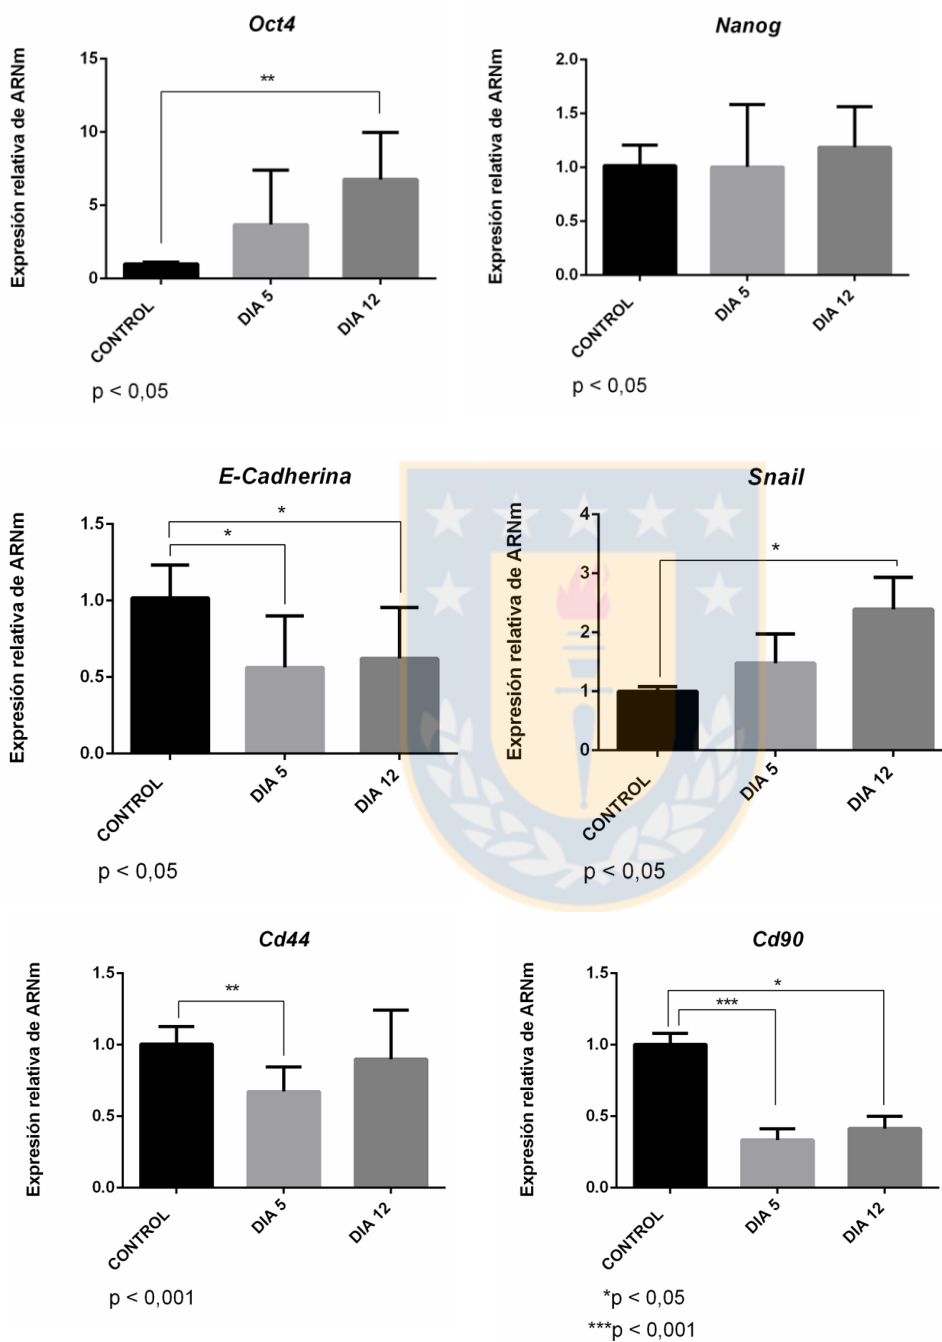 Oct4
Expresión relativa de ARNm
15
10
5
0
**
CONTROL
DIA 5
DIA 12
p < 0,05
Nanog
Expresión relativa de ARNm
2.0
1.5
1.0
0.5
0.0
CONTROL
DIA 5
DIA 12
p < 0,05
E-Cadherina
Expresión relativa de ARNm
1.5
1.0
0.5
0.0
*
*
CONTROL
DIA 5
DIA 12
p < 0,05
Snail
Expresión relativa de ARNm
4
3
2
1
0
*
CONTROL
DIA 5
DIA 12
p < 0,05
Cd44
Expresión relativa de ARNm
1.5
1.0
0.5
0.0
**
CONTROL
DIA 5
DIA 12
p < 0,001
Cd90
Expresión relativa de ARNm
1.5
1.0
0.5
0.0
*
***
CONTROL
DIA 5
DIA 12
*p < 0,05
***p < 0,001